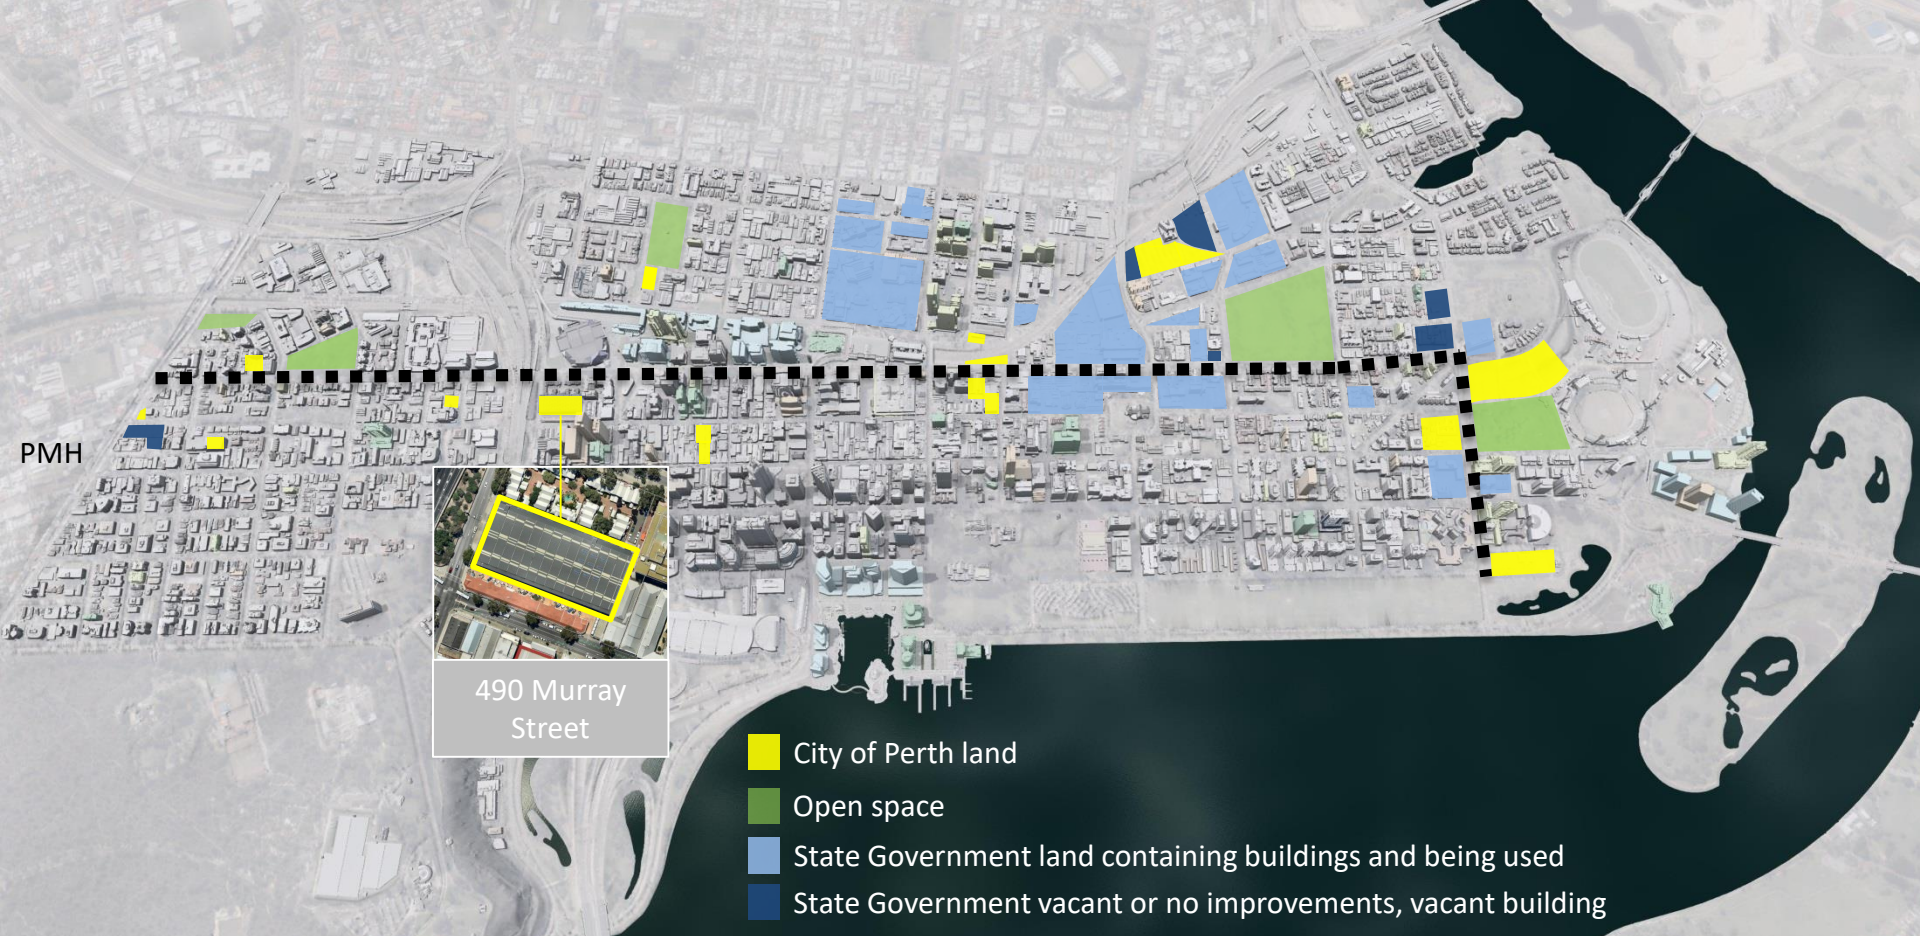 PMH
490 Murray
Street
City of Perth land
Open space
State Government land containing buildings and being used
State Government vacant or no improvements, vacant building